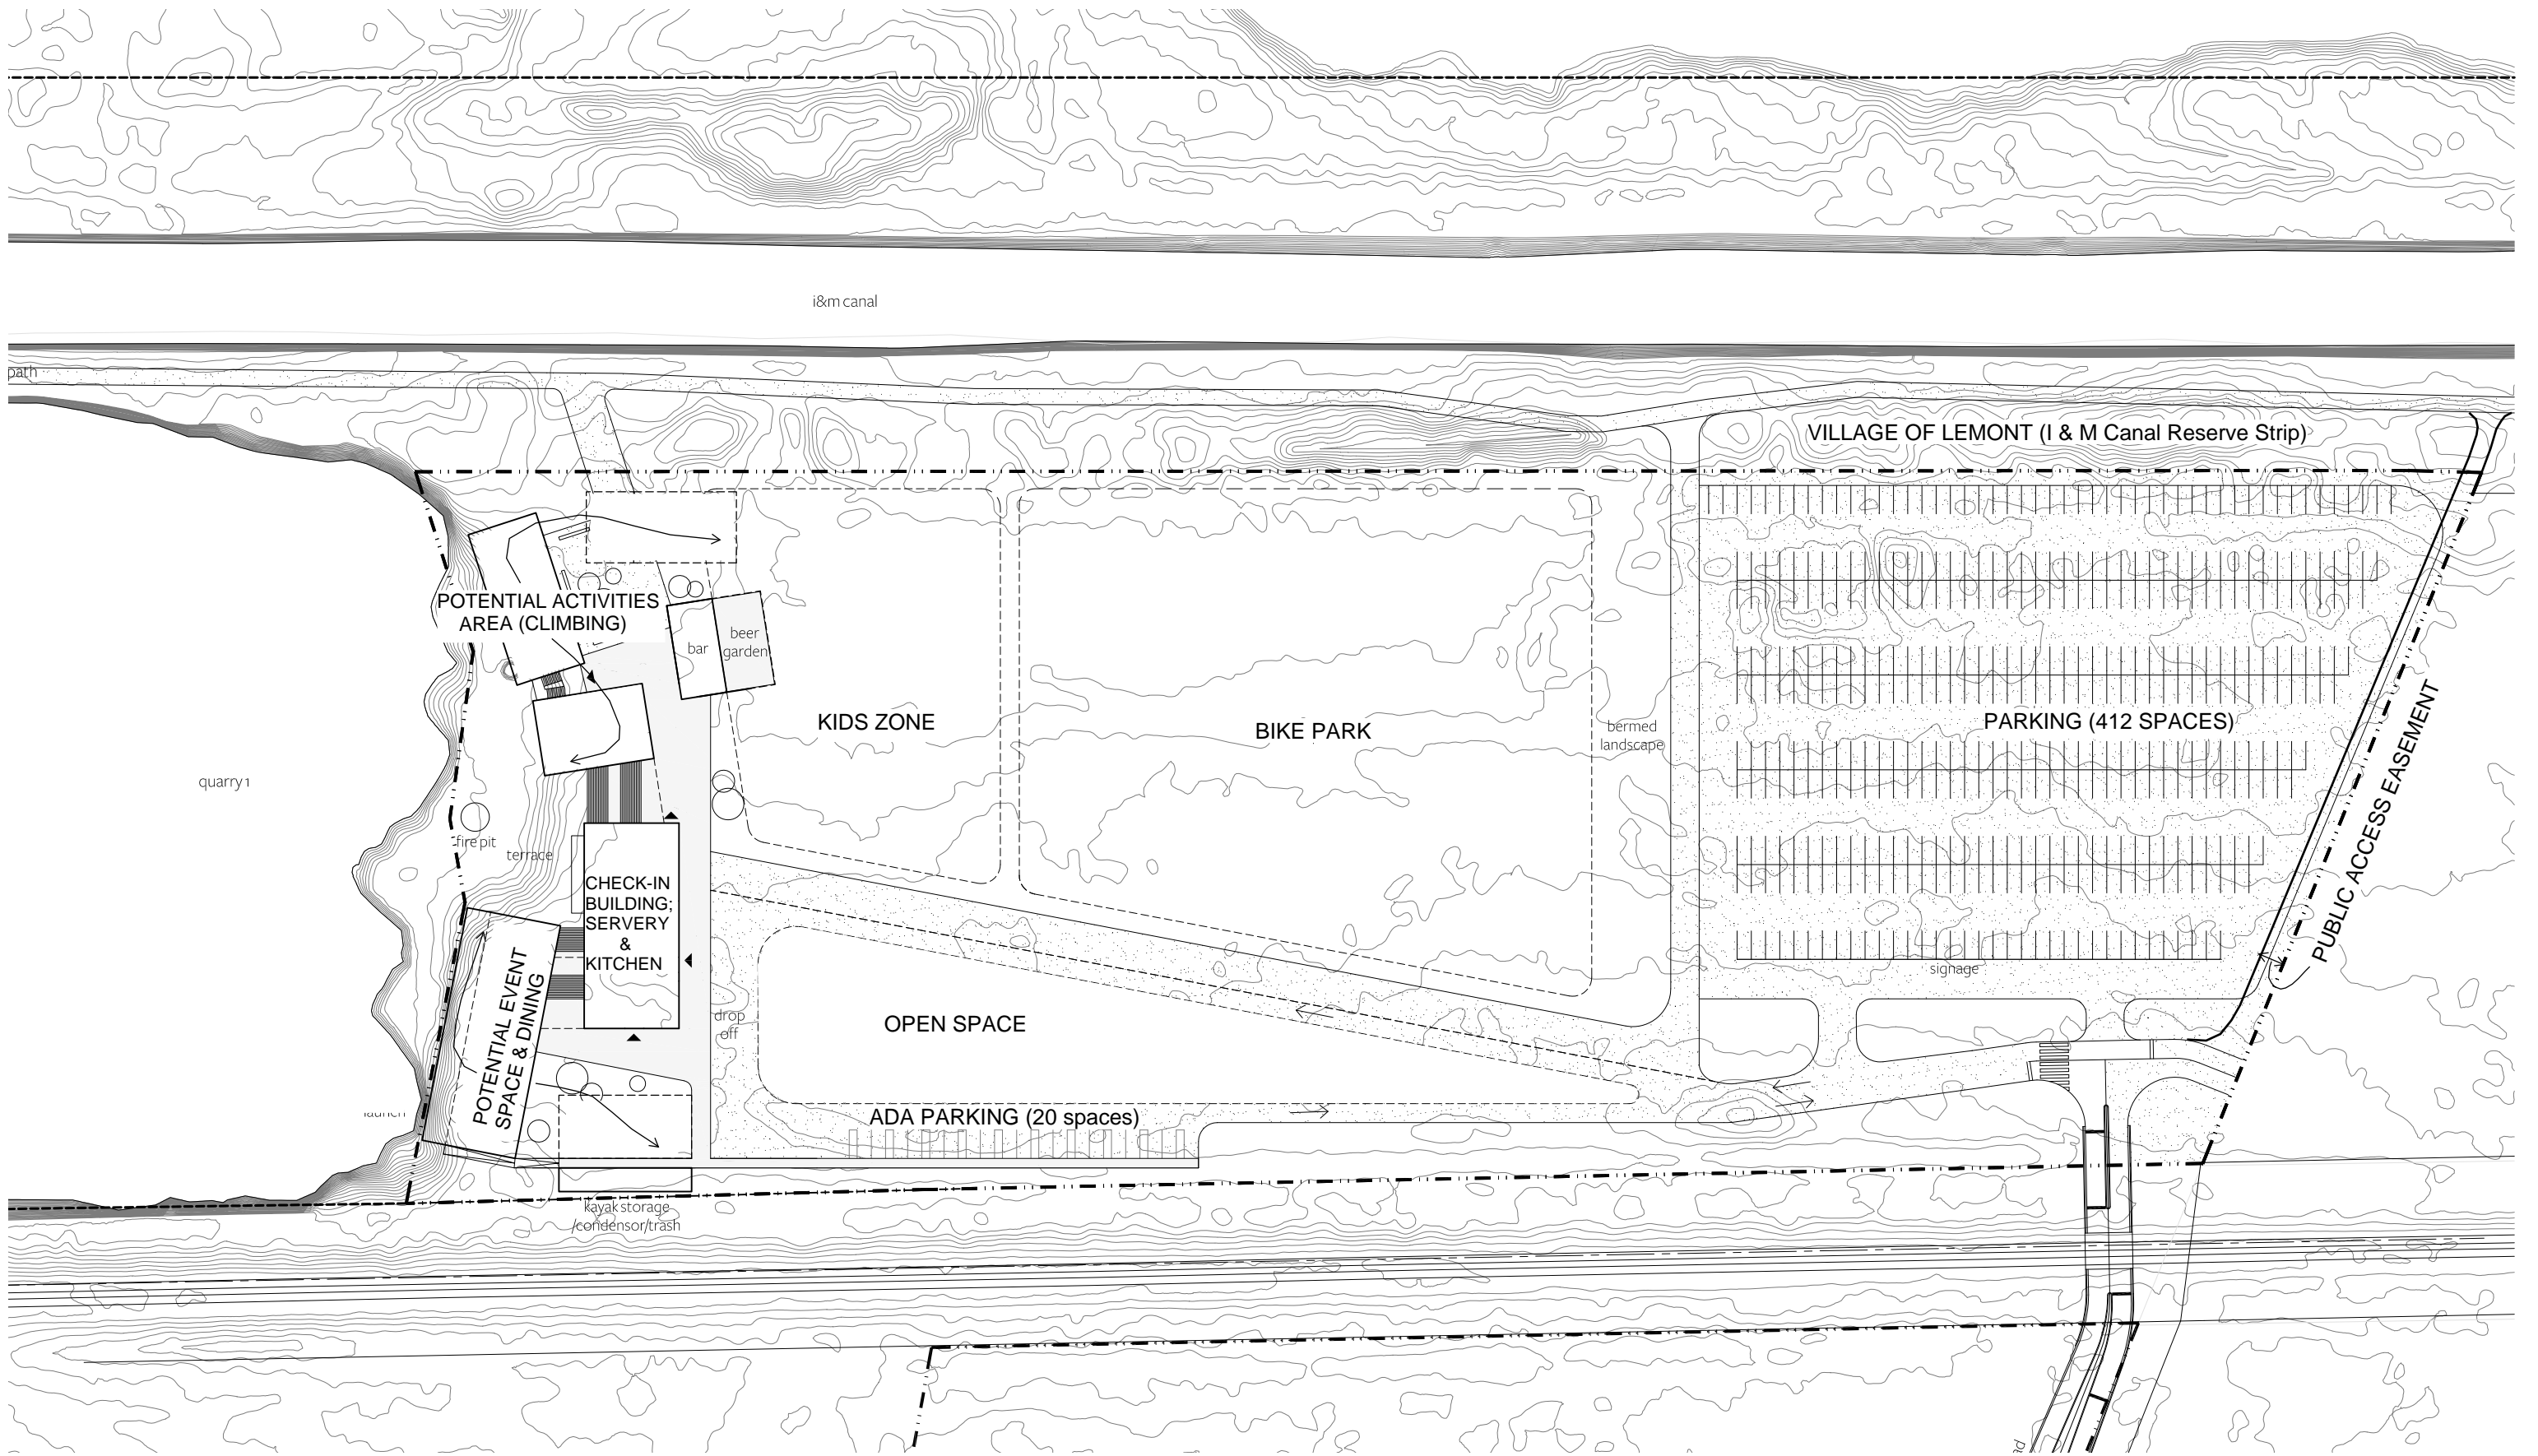 i&m canal
path
VILLAGE OF LEMONT (I & M Canal Reserve Strip)
POTENTIAL ACTIVITIES
AREA (CLIMBING)
bar
beer
garden
KIDS ZONE
BIKE PARK
bermed
landscape
PARKING (412 SPACES)
PUBLIC ACCESS EASEMENT
quarry 1
fire pit
terrace
CHECK-IN
BUILDING;
SERVERY
&
KITCHEN
signage
POTENTIAL EVENT
SPACE & DINING
drop
off
OPEN SPACE
launch
ADA PARKING (20 spaces)
kayak storage
/condensor/trash